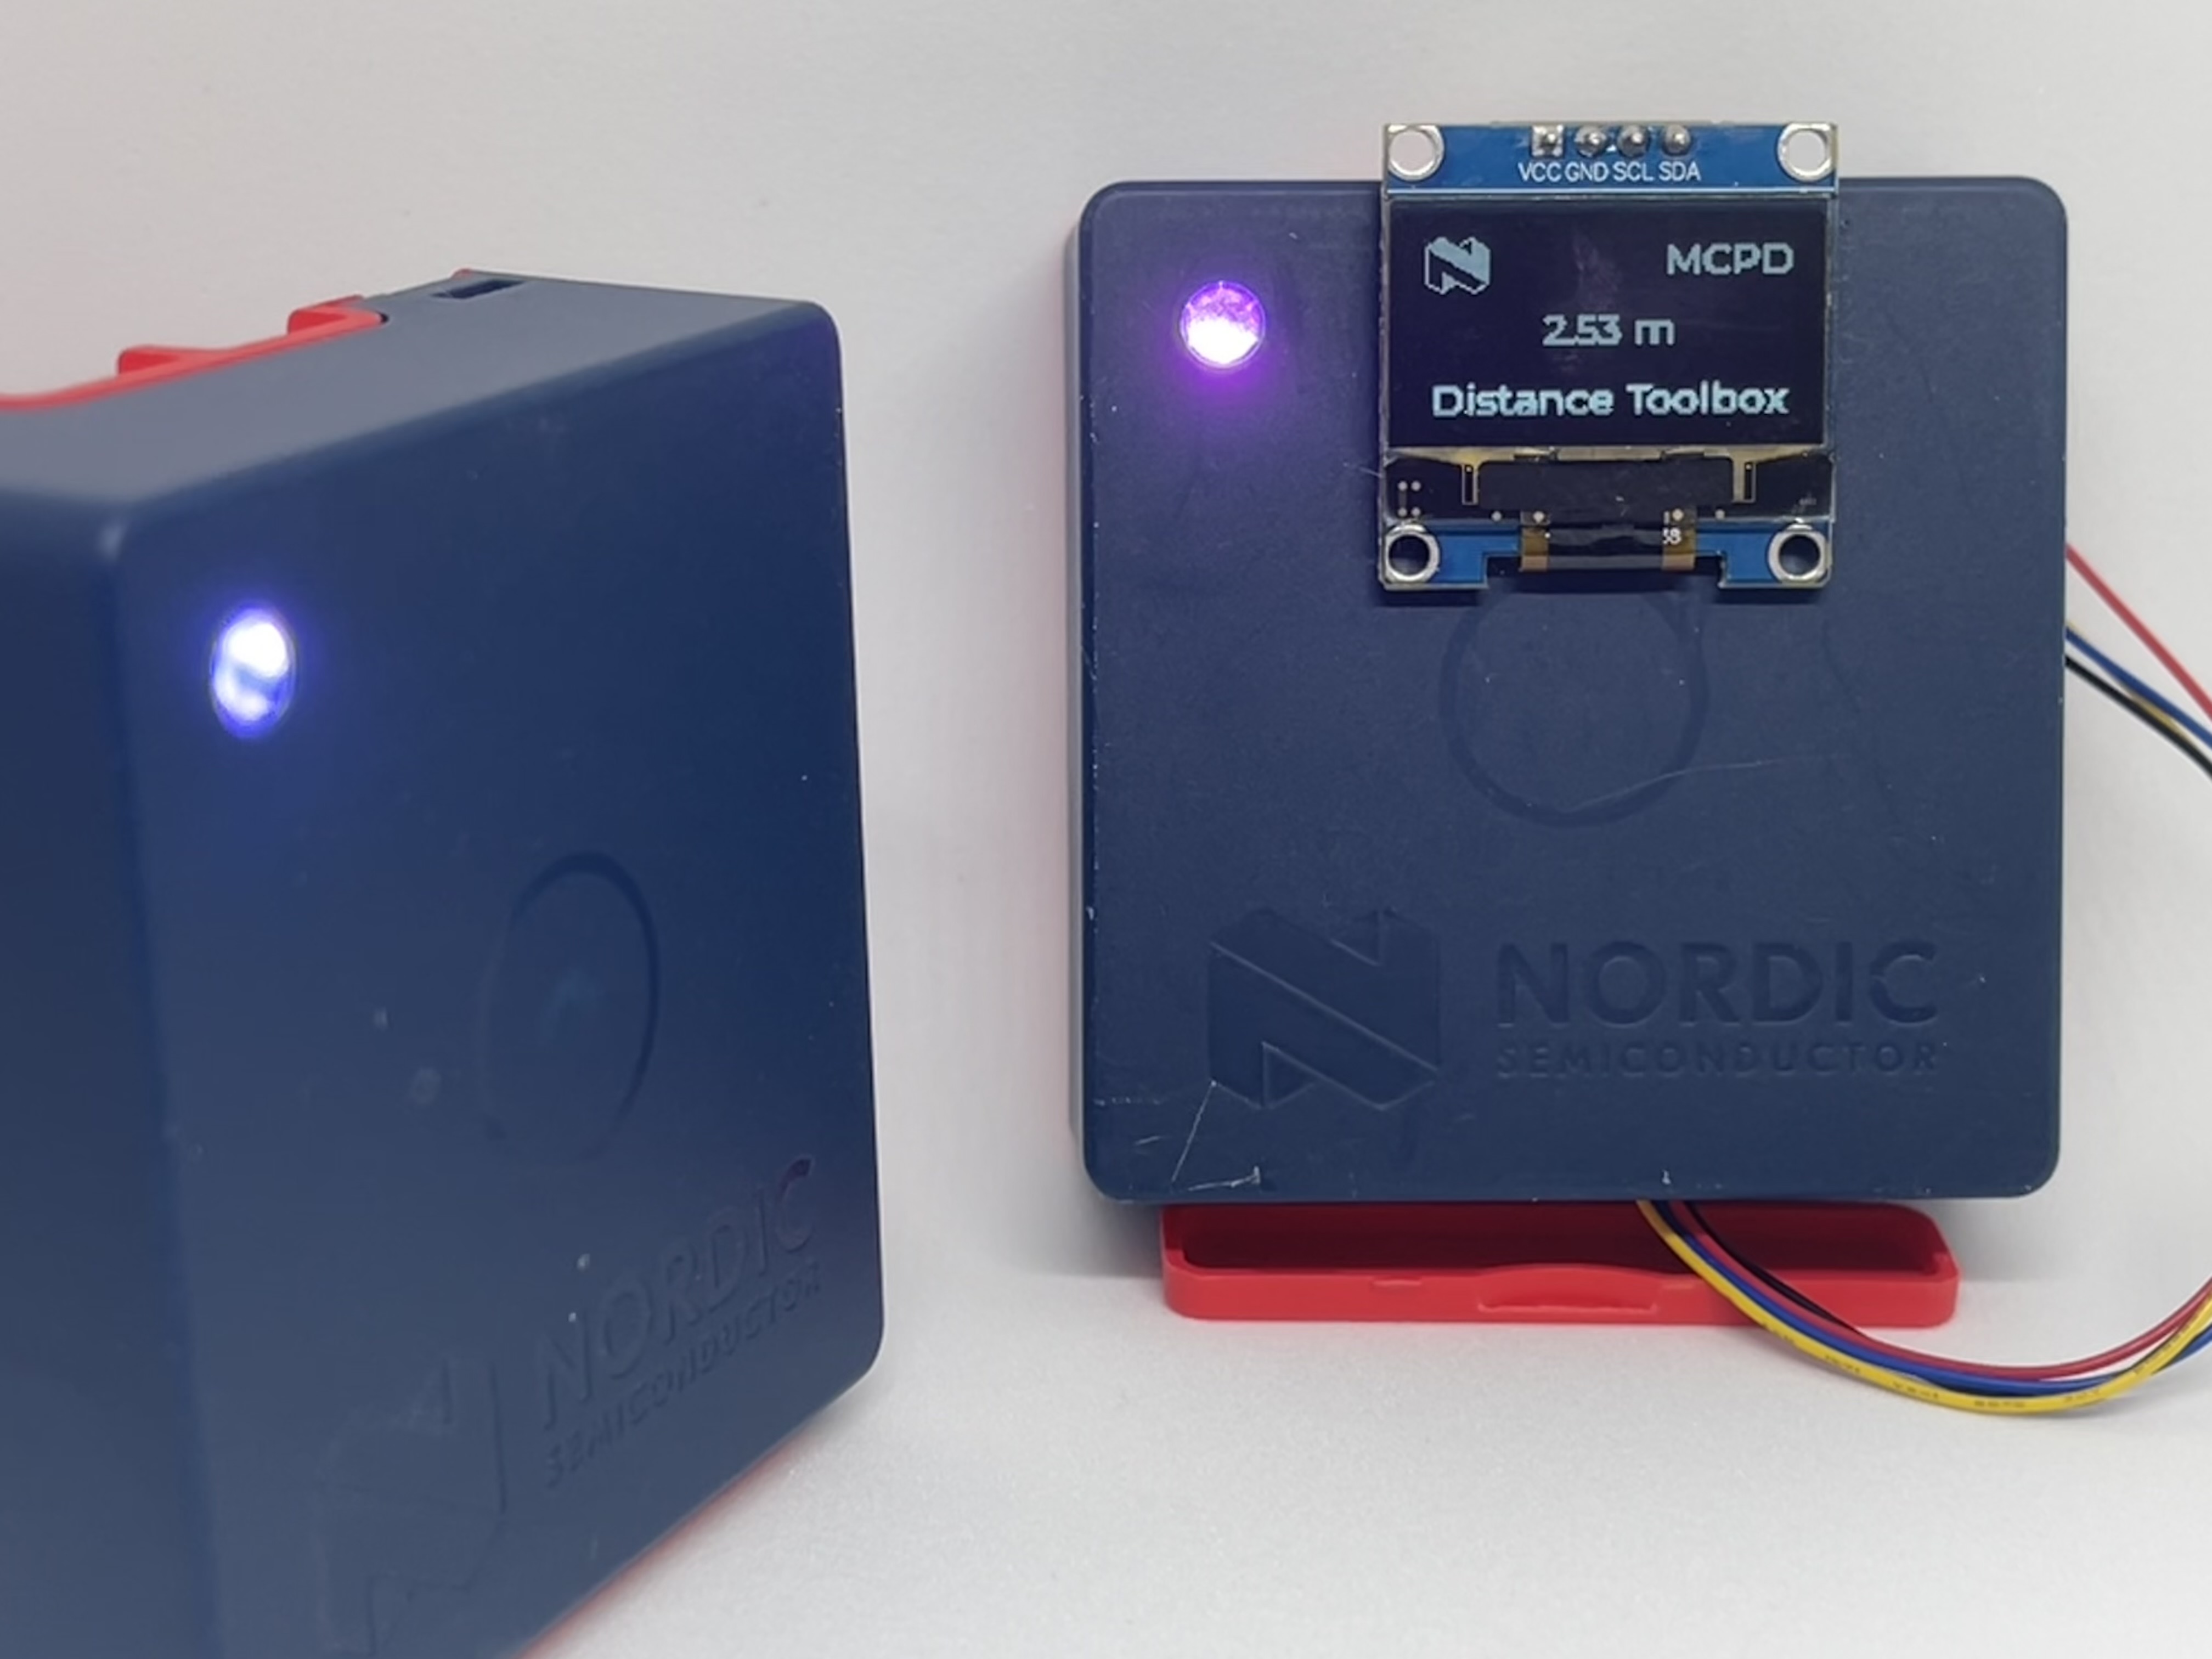 VCC GND SCL SDA
MCPD
2.53 m
Distance Toolbox
NORDIC
SEMICONDUCTOR
NORDIC
SEMICONDUCTOR